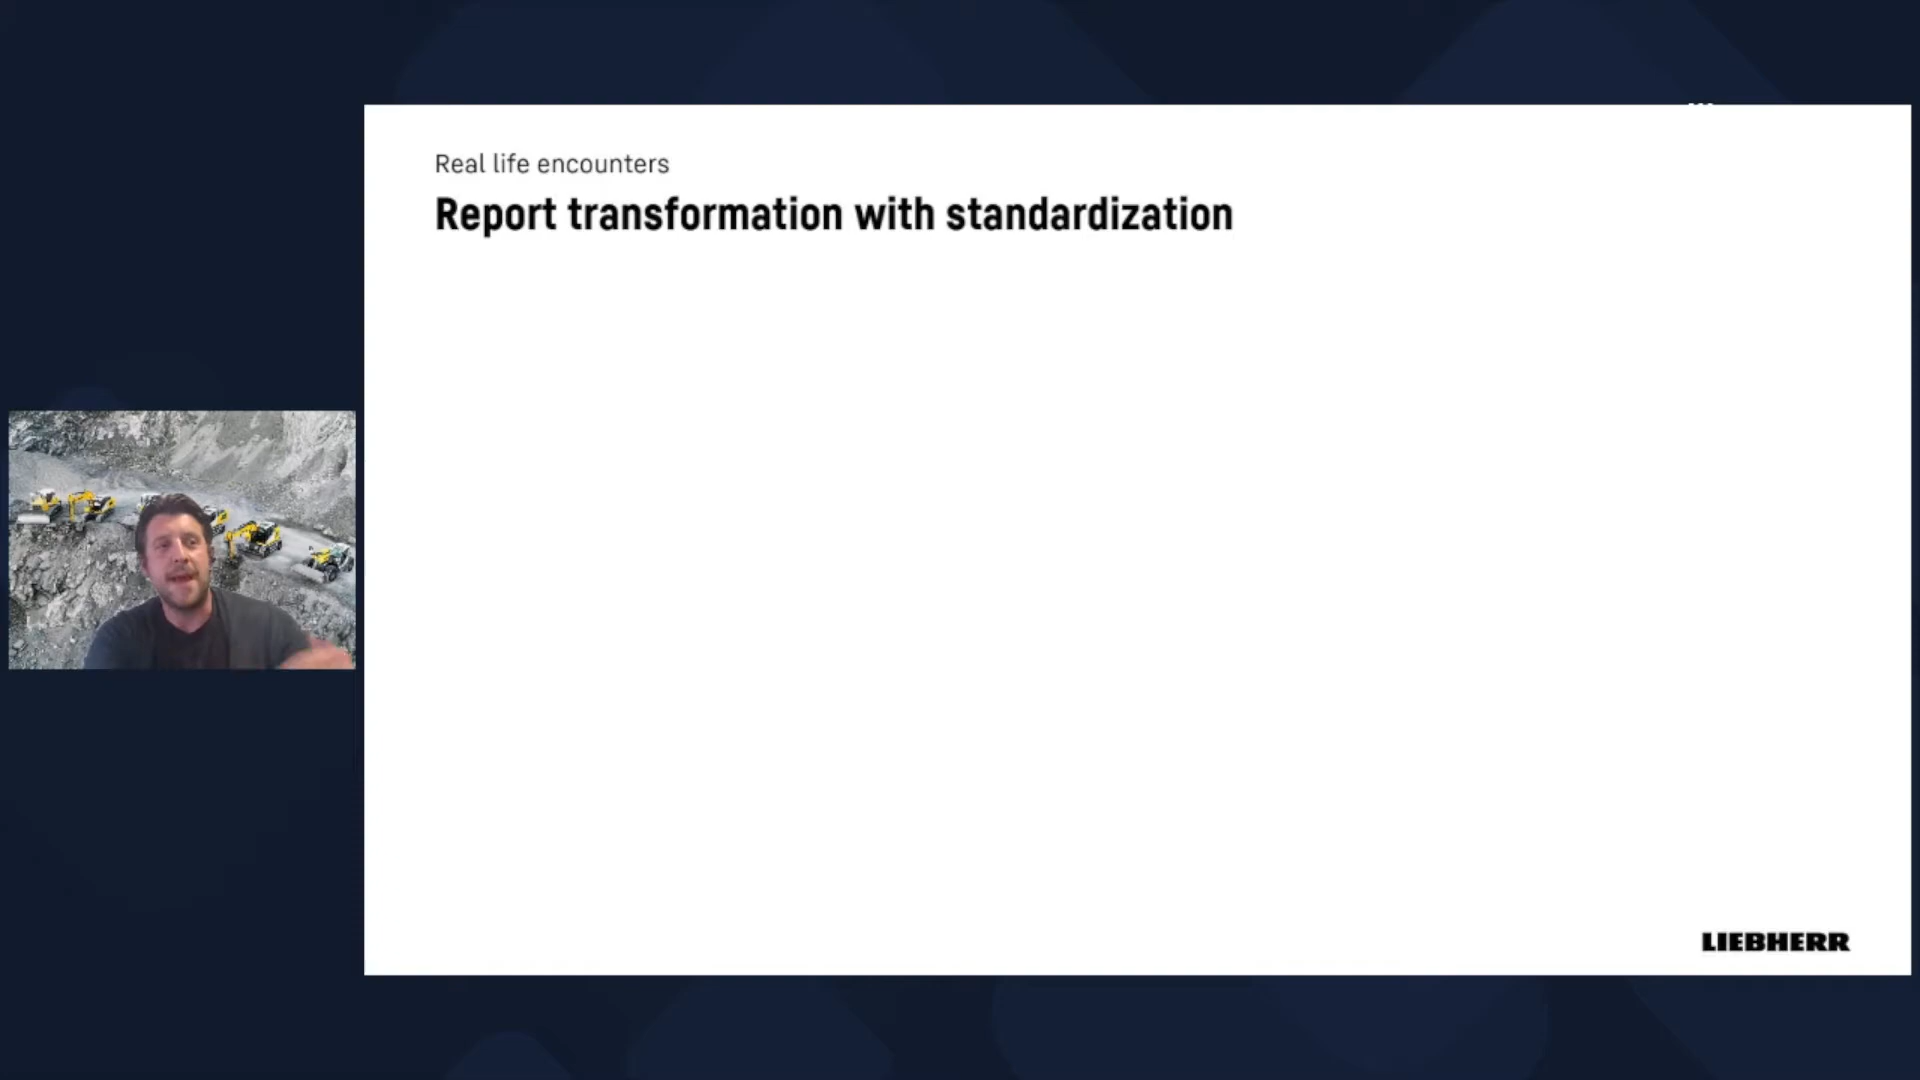 Real life encounters
Report transformation with standardization
LIEBHERR